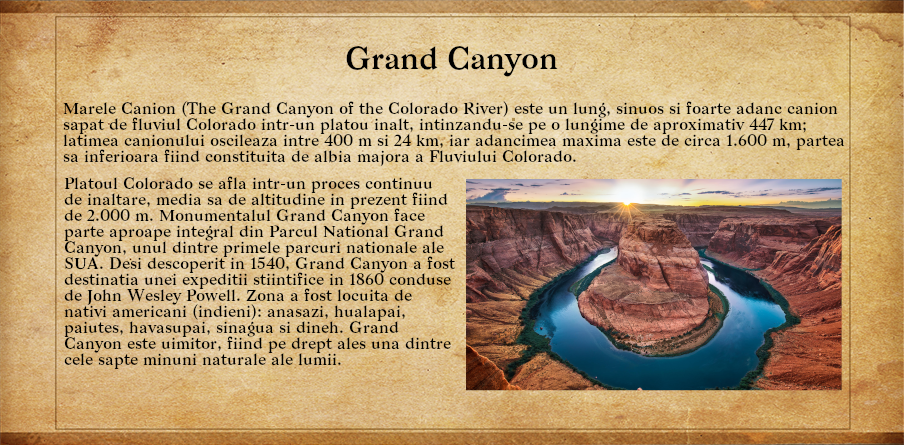 Grand Canyon
Marele Canion (The Grand Canyon of the Colorado River) este un lung, sinuos si foarte adanc canion
sapat de fluviul Colorado intr-un platou inalt, intinzandu-se pe o lungime de aproximativ 447 km;
latimea canionului oscileaza intre 400 m si 24 km, iar adancimea maxima este de circa 1.600 m, partea
sa inferioara fiind constituita de albia majora a Fluviului Colorado.
Platoul Colorado se afla intr-un proces continuu
de inaltare, media sa de altitudine in prezent fiind
de 2.000 m. Monumentalul Grand Canyon face
parte aproape integral din Parcul National Grand
Canyon, unul dintre primele parcuri nationale ale
SUA. Desi descoperit in 1540, Grand Canyon a fost
destinatia unei expeditii stiintifice in 1860 conduse
de John Wesley Powell. Zona a fost locuita de
nativi americani (indieni): anasazi, hualapai,
paiutes, havasupai, sinagua si dineh. Grand
Canyon este uimitor, fiind pe drept ales una dintre
cele sapte minuni naturale ale lumii.